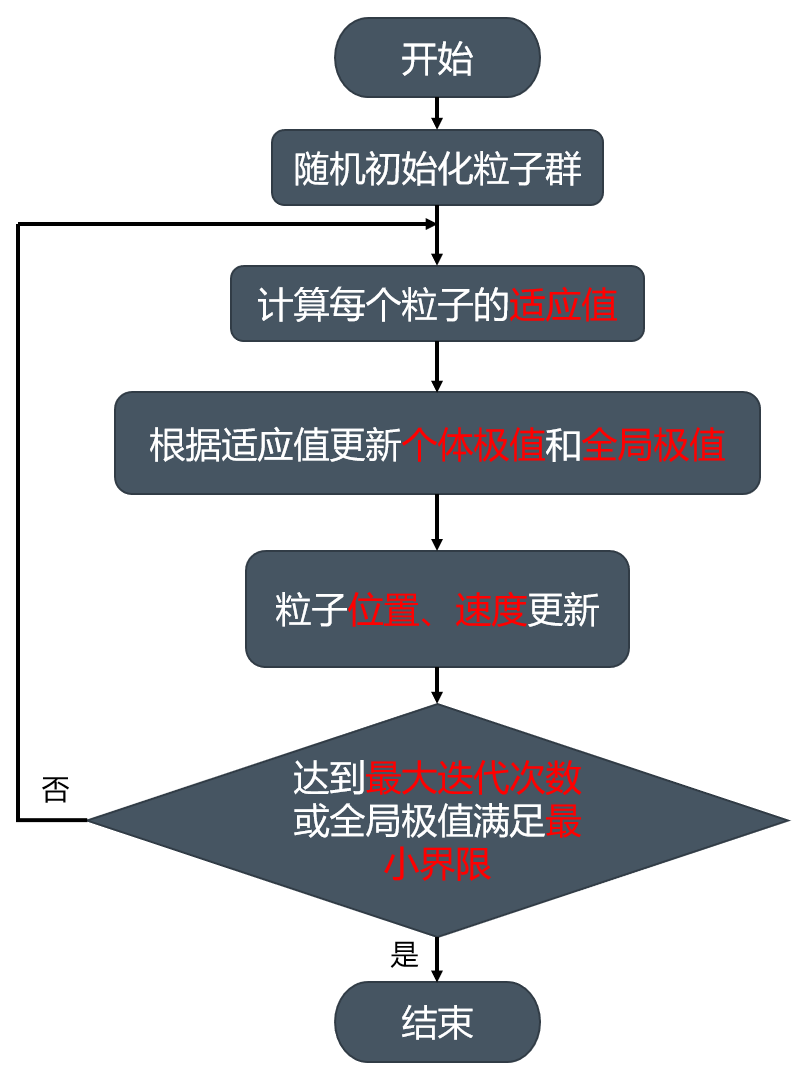 开始
随机初始化粒子群
计算每个粒子的适应值
根据适应值更新个体极值和全局极值
粒子位置、速度更新
达到最大迭代次数
或全局极值满足最
小界限
否
是
结束